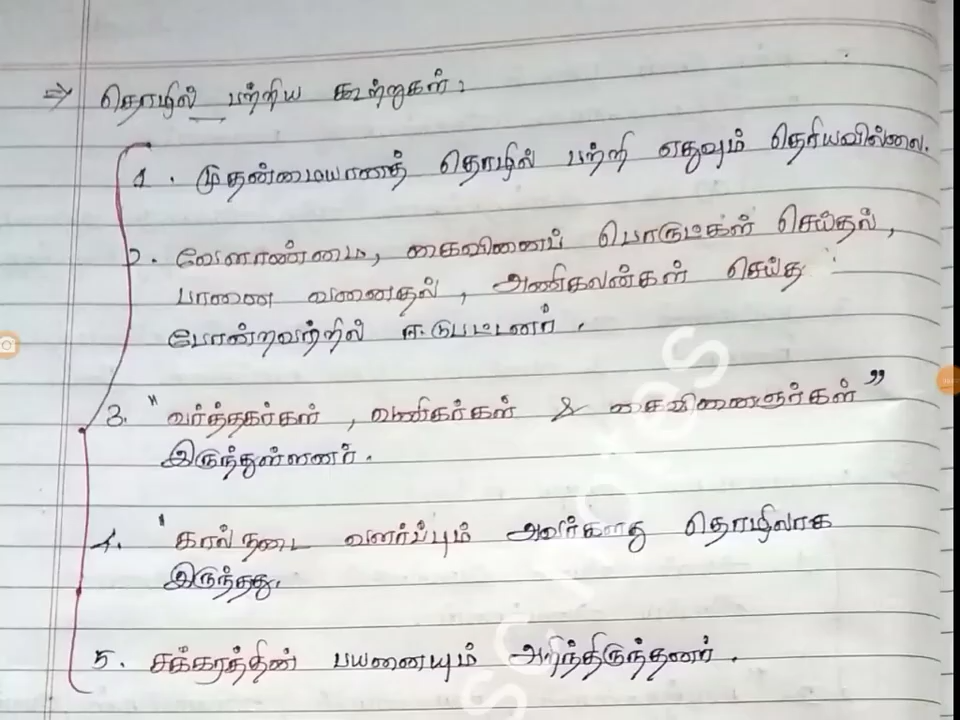 ⇒ தொழில் பற்றிய கூற்றுகள்:
1. முதன்மையானத் தொழில் பற்றி எதுவும் தெரியவில்லை.
2. வேளாண்மை, கைவினைப் பொருட்கள் செய்தல்,
பானை வனைதல், அணிகலன்கள் செய்த
போன்றவற்றில் ஈடுபட்டனர்.
3. "வர்த்தகர்கள், வணிகர்கள் & கைவினைஞர்கள்"
இருந்துள்ளனர்.
4. கால்நடை வளர்ப்பும் அவர்களது தொழிலாக
இருந்தது.
5. சக்கரத்தின் பயனையும் அறிந்திருந்தனர்.